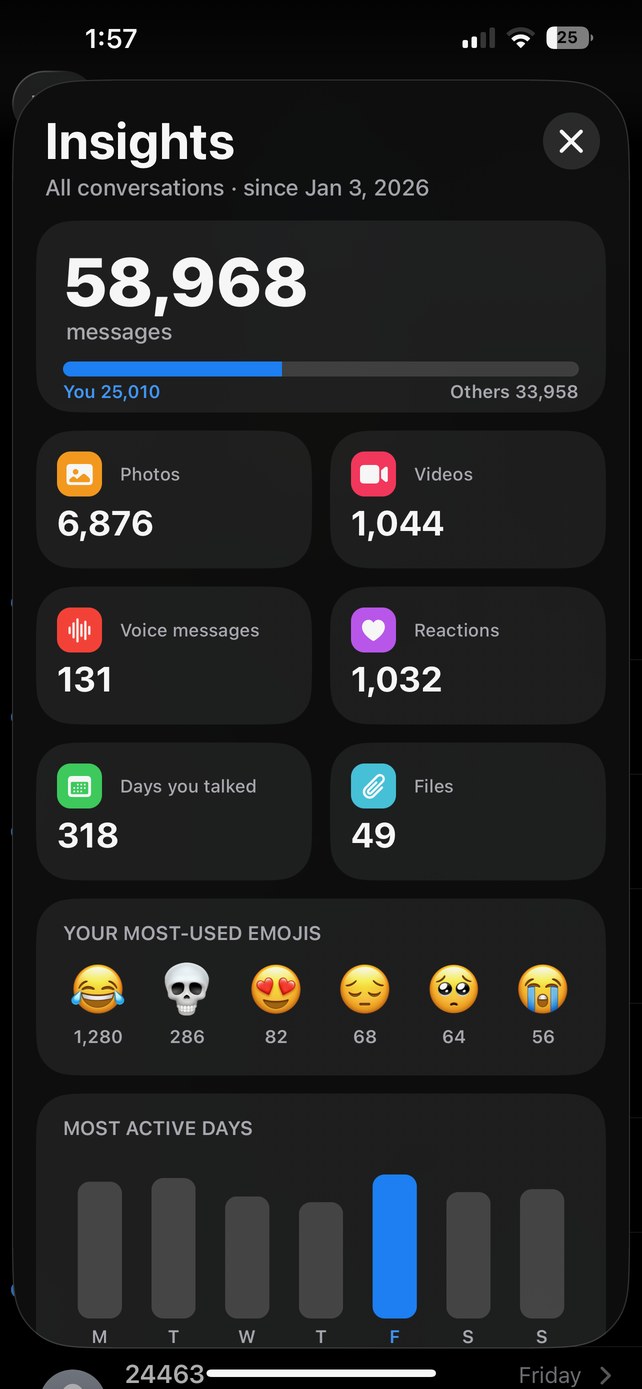 1:57
25
Insights
All conversations · since Jan 3, 2026
58,968
messages
You 25,010 Others 33,958
Photos Videos
6,876 1,044
Voice messages Reactions
131 1,032
Days you talked Files
318 49
YOUR MOST-USED EMOJIS
1,280 286 82 68 64 56
MOST ACTIVE DAYS
M T W T F S S
24463 Friday